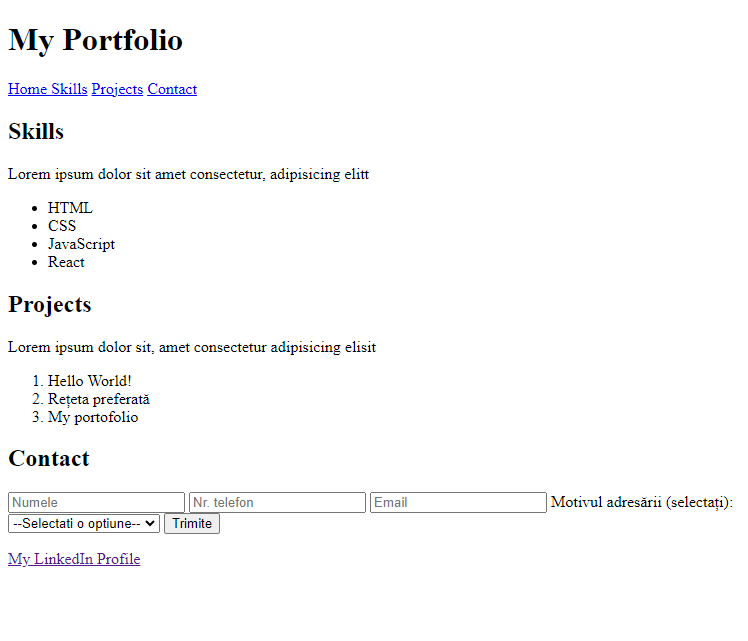 My Portfolio
Home Skills Projects Contact
Skills
Lorem ipsum dolor sit amet consectetur, adipisicing elitt
HTML
CSS
JavaScript
React
Projects
Lorem ipsum dolor sit, amet consectetur adipisicing elisit
1. Hello World!
2. Rețeta preferată
3. My portofolio
Contact
Numele Nr. telefon Email Motivul adresării (selectați):
--Selectati o optiune-- Trimite
My LinkedIn Profile